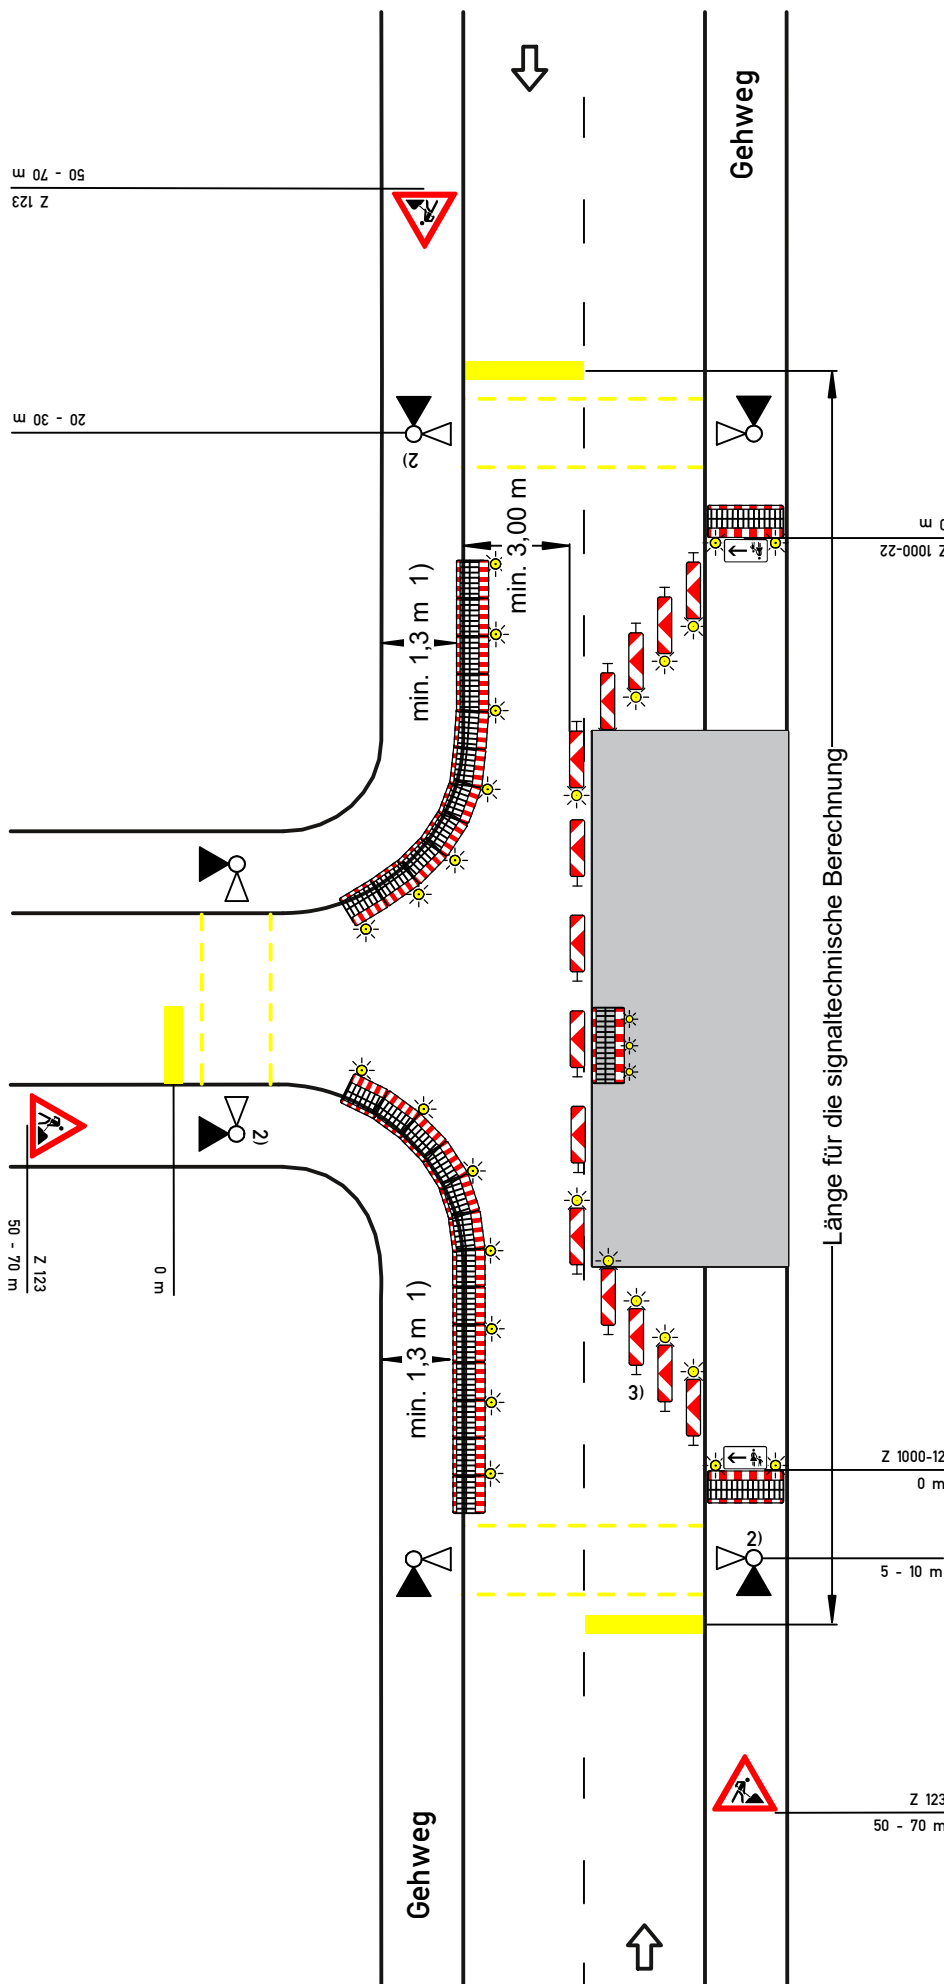 Gehweg
50 - 70 m
Z 123
20 - 30 m
2)
min. 3,00 m
0 m
Z 1000-22
min. 1,3 m 1)
Länge für die signaltechnische Berechnung
2)
Z 123
50 - 70 m
0 m
min. 1,3 m 1)
3)
Z 1000-12
0 m
2)
5 - 10 m
Z 123
50 - 70 m
Gehweg